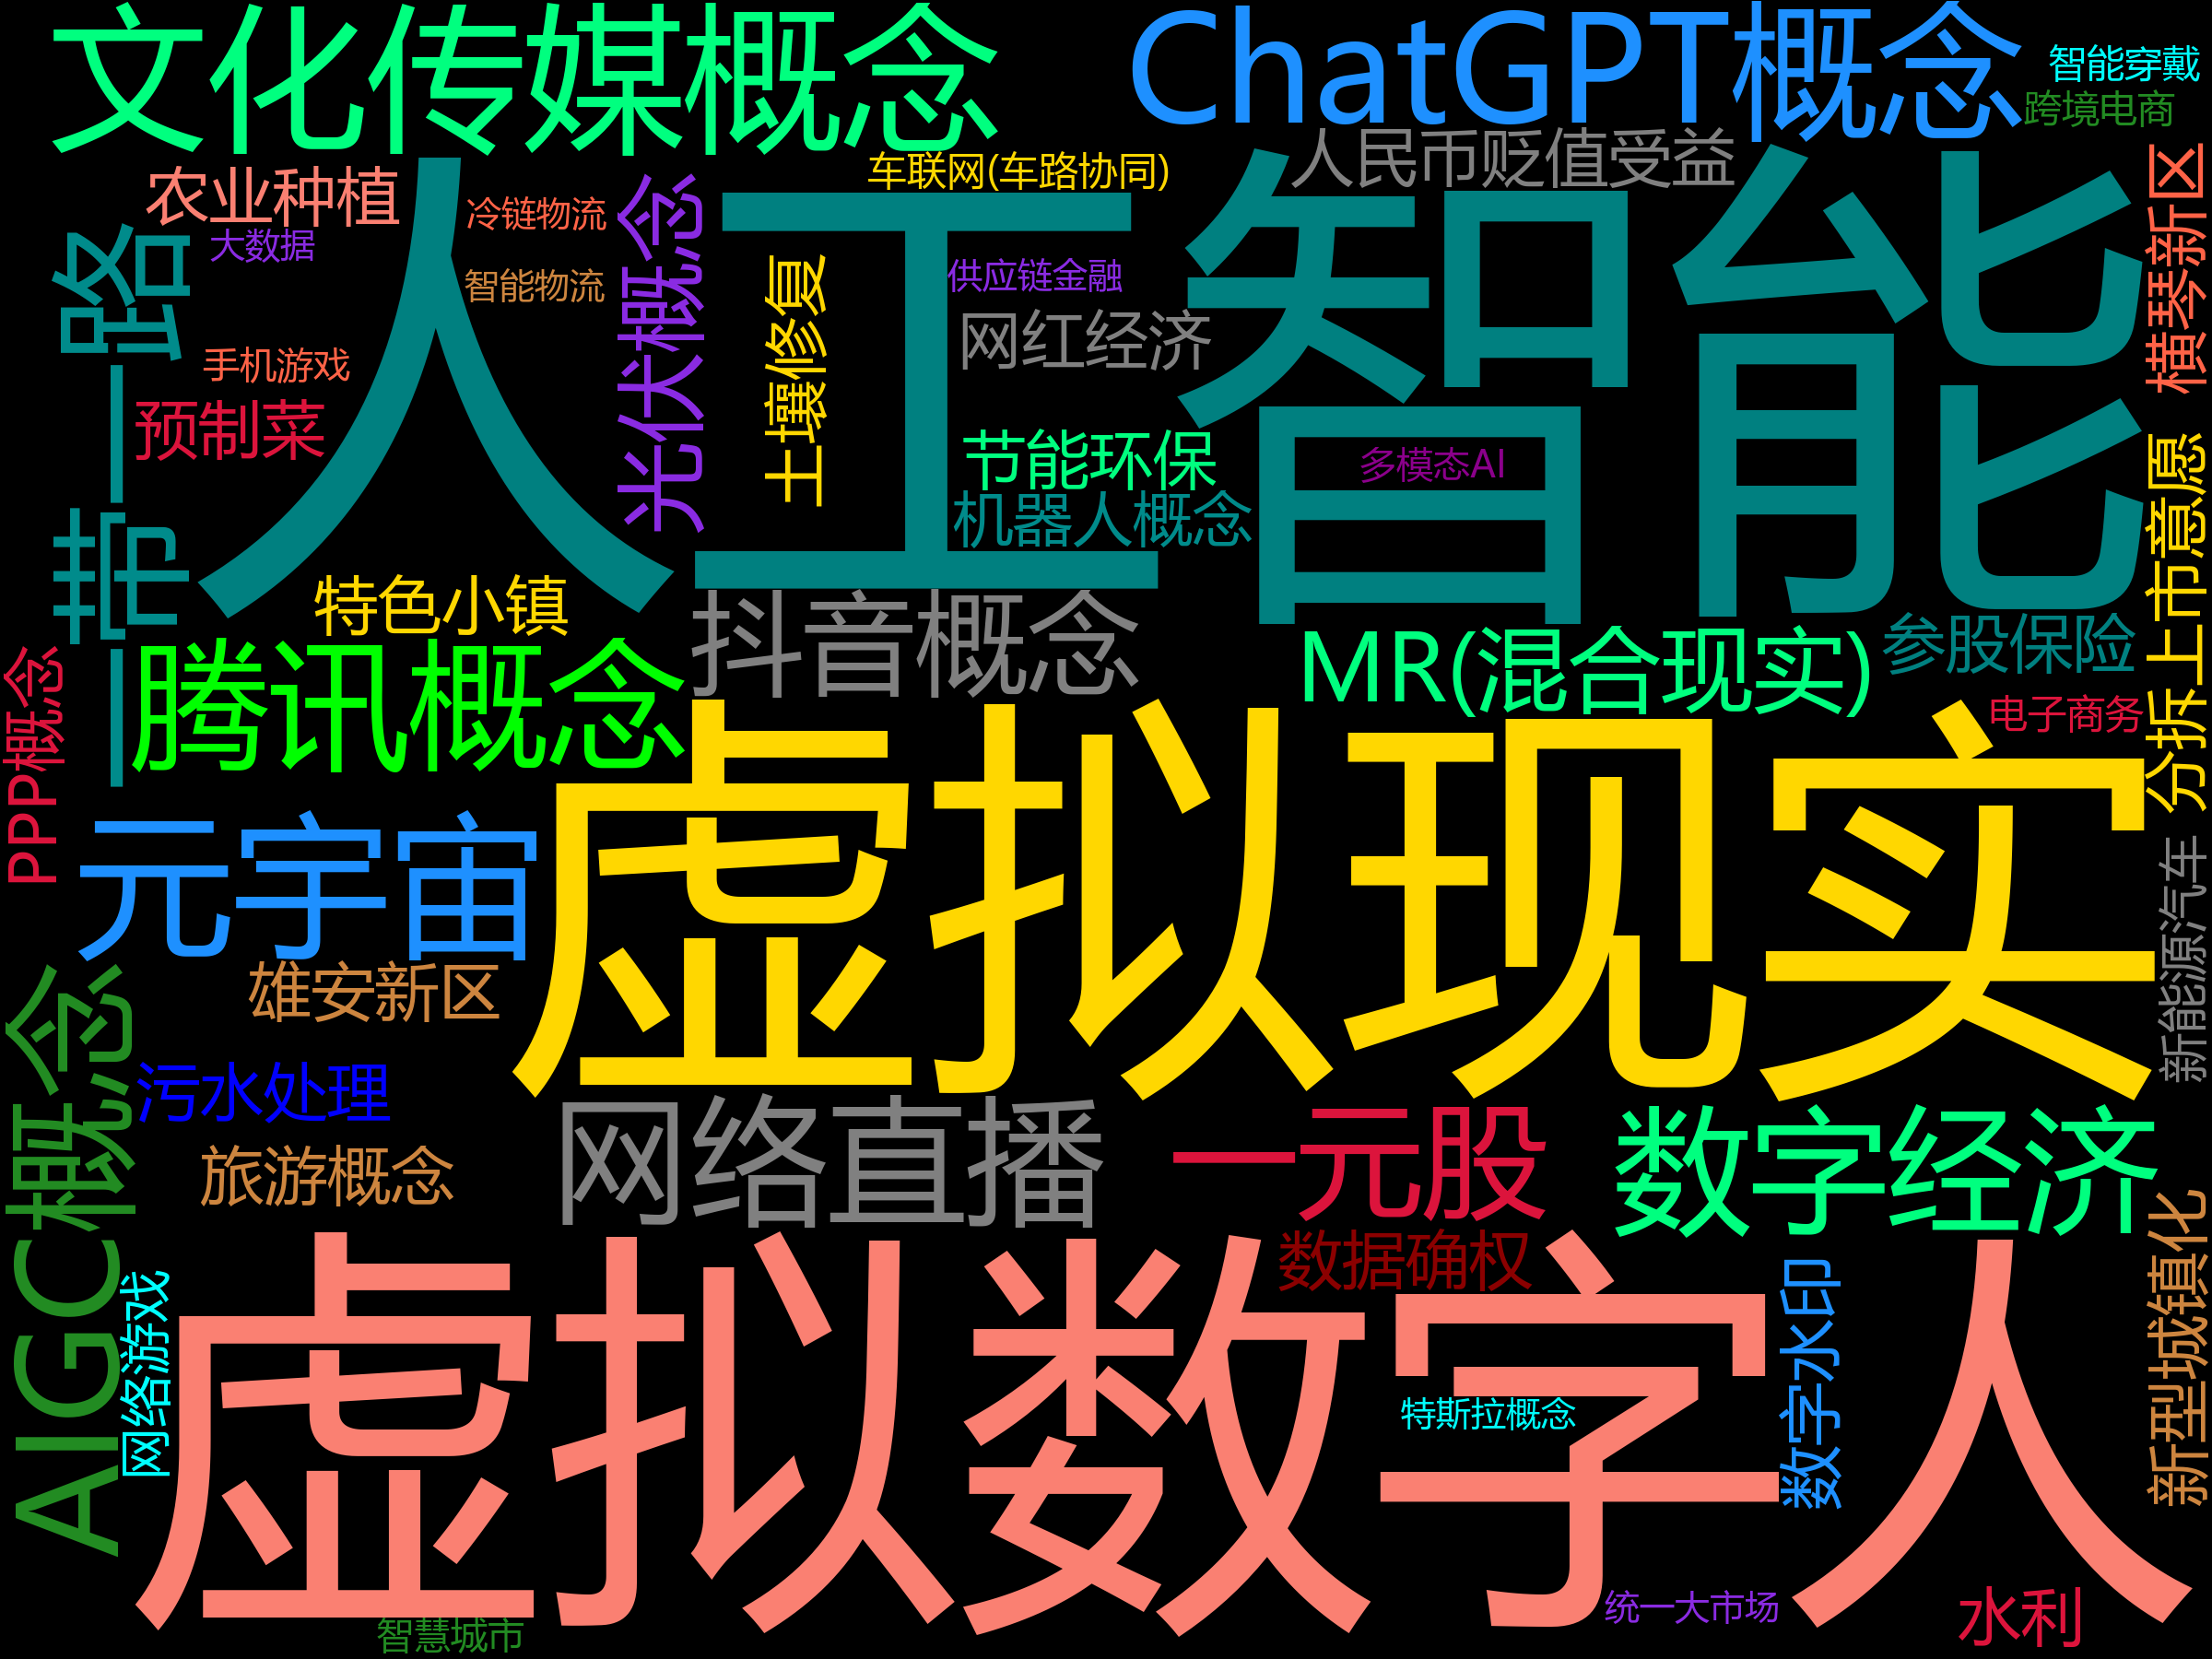 文化传媒概念
ChatGPT概念
智能穿戴
跨境电商
人民币贬值受益
车联网(车路协同)
农业种植
冷链物流
大数据
智能物流
人工智能
横琴新区
一带一路
光伏概念
土壤修复
供应链金融
网红经济
手机游戏
预制菜
节能环保
多模态AI
机器人概念
分拆上市意愿
特色小镇
抖音概念
MR(混合现实)
参股保险
腾讯概念
PPP概念
电子商务
虚拟现实
元宇宙
新能源汽车
雄安新区
AIGC概念
污水处理
网络直播
一元股
数字经济
旅游概念
新型城镇化
数据确权
虚拟数字人
网络游戏
数字水印
特斯拉概念
智慧城市
统一大市场
水利